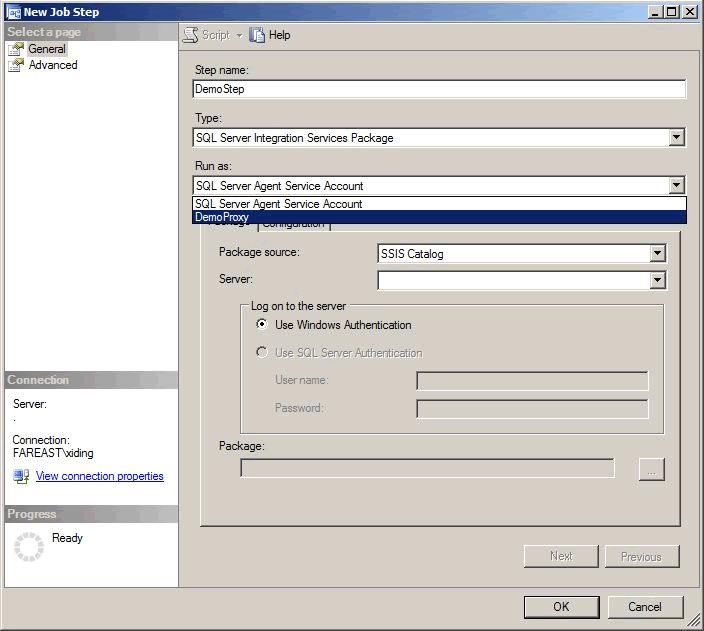 New Job Step
Select a page
General
Advanced
Script
Help
Step name:
DemoStep
Type:
SQL Server Integration Services Package
Run as:
SQL Server Agent Service Account
SQL Server Agent Service Account
DemoProxy
Package
Configuration
Package source:
SSIS Catalog
Server:
Log on to the server
Use Windows Authentication
Use SQL Server Authentication
User name:
Password:
Package:
...
Connection
Server:
.
Connection:
FAREAST\xiding
View connection properties
Progress
Ready
Next
Previous
OK
Cancel